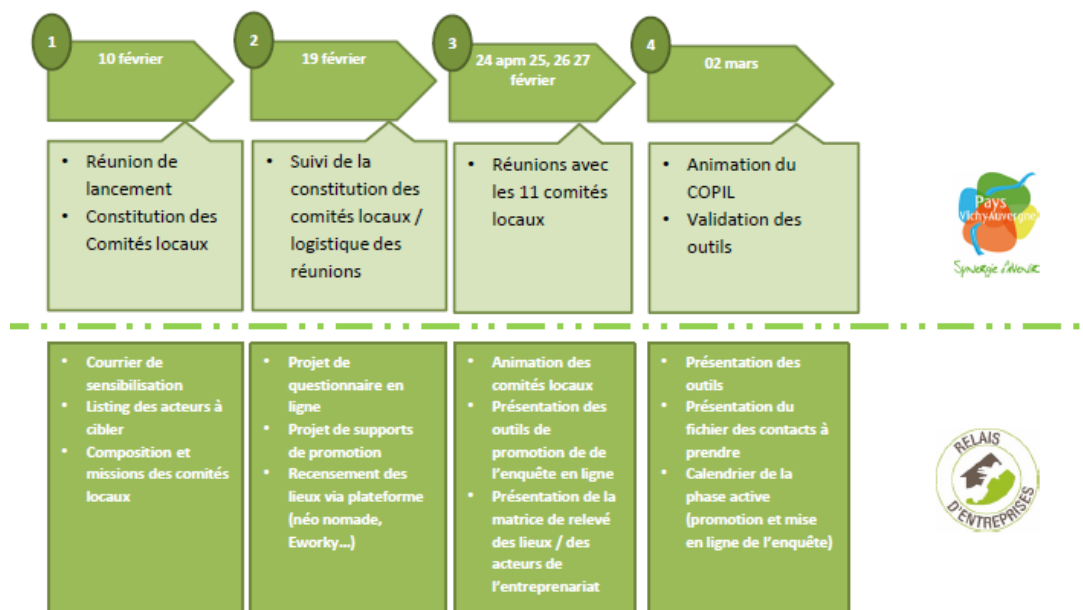 1
10 février
2
19 février
3
24 apm 25, 26 27
février
4
02 mars
• Réunion de
lancement
• Constitution des
Comités locaux
• Suivi de la
constitution des
comités locaux /
logistique des
réunions
• Réunions avec
les 11 comités
locaux
• Animation du
COPIL
• Validation des
outils
Pays
Vichy-Auvergne
Synergie d'Avenir
• Courrier de
sensibilisation
• Listing des acteurs à
cibler
• Composition et
missions des comités
locaux
• Projet de
questionnaire en
ligne
• Projet de supports
de promotion
• Recensement des
lieux via plateforme
(néo nomade,
Eworky…)
• Animation des
comités locaux
• Présentation des
outils de
promotion de de
l'enquête en ligne
• Présentation de la
matrice de relevé
des lieux / des
acteurs de
l'entreprenariat
• Présentation des
outils
• Présentation du
fichier des contacts à
prendre
• Calendrier de la
phase active
(promotion et mise
en ligne de l'enquête)
RELAIS
D'ENTREPRISES